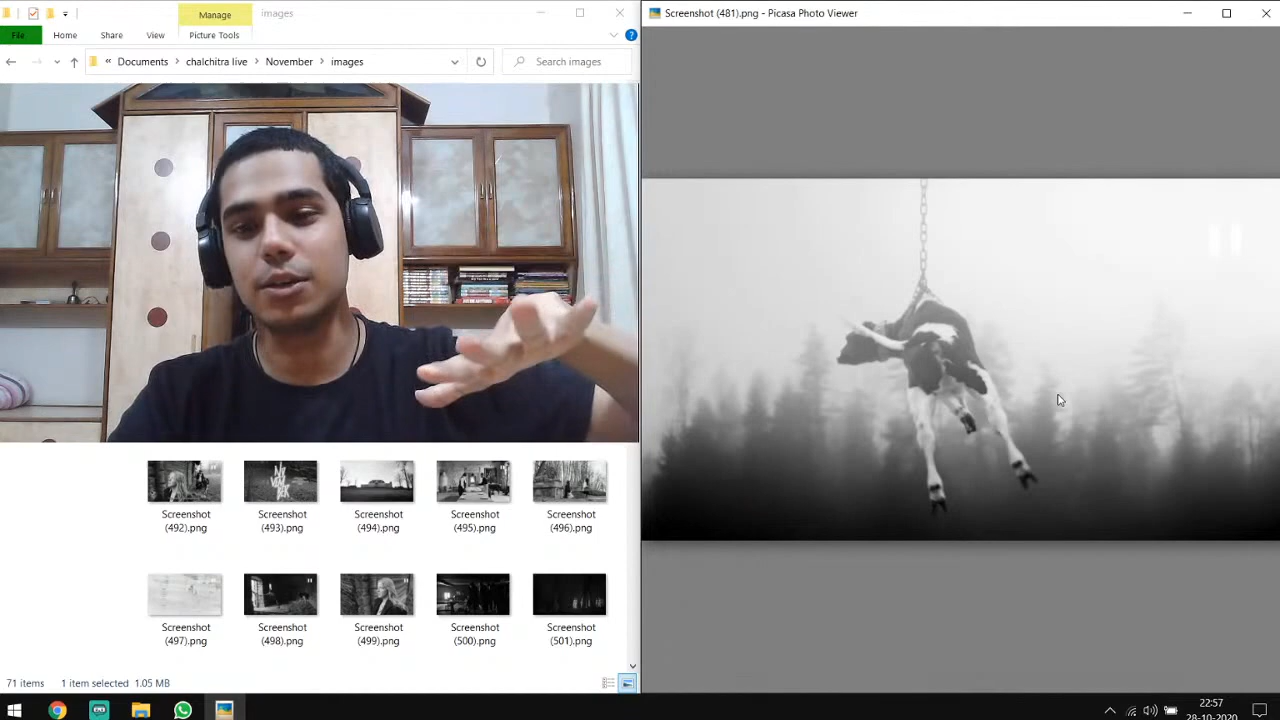 Manage
images
Screenshot (481).png - Picasa Photo Viewer
File
Home
Share
View
Picture Tools
Documents
chalchitra live
November
images
Search images
Screenshot
(492).png
Screenshot
(493).png
Screenshot
(494).png
Screenshot
(495).png
Screenshot
(496).png
Screenshot
(497).png
Screenshot
(498).png
Screenshot
(499).png
Screenshot
(500).png
Screenshot
(501).png
71 items
1 item selected 1.05 MB
22:57
28-10-2020